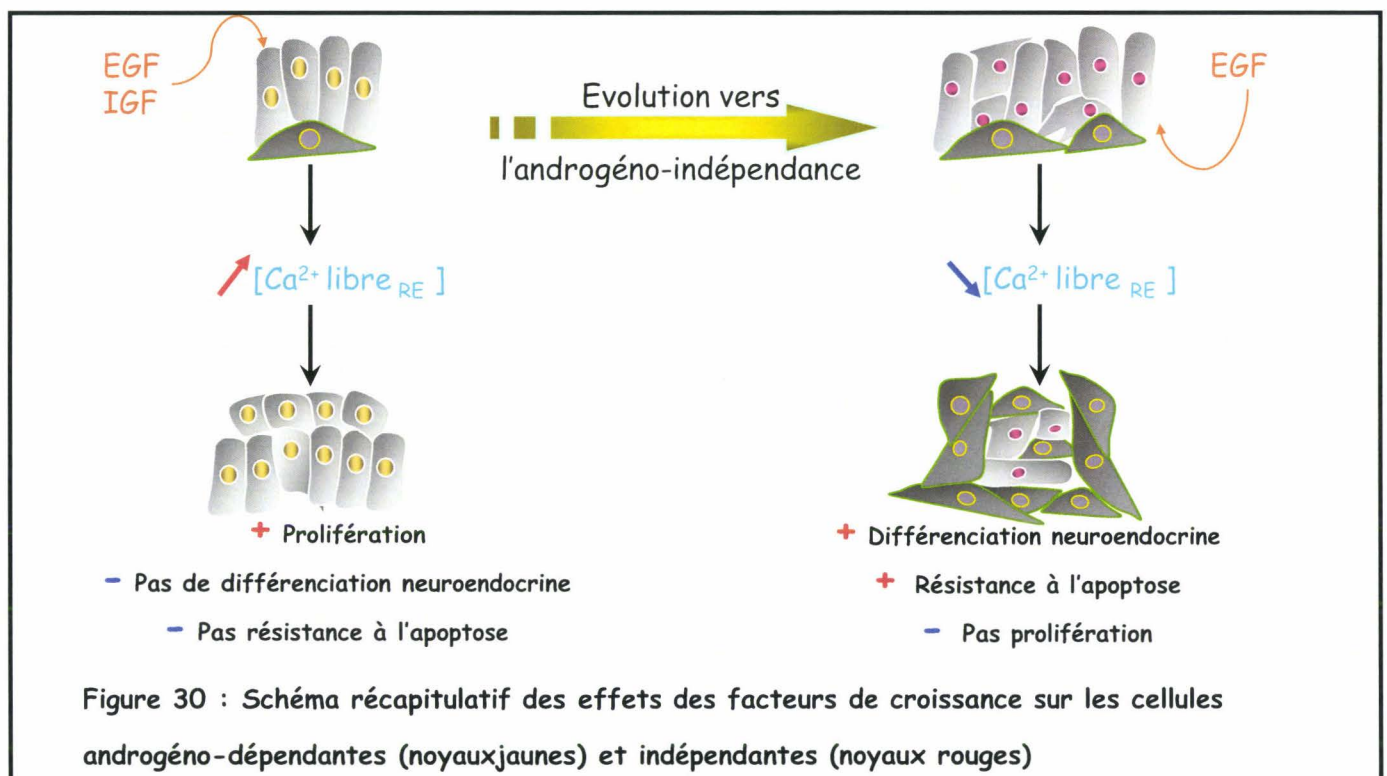 EGF
IGF
Evolution vers
l'androgéno-indépendance
EGF
[Ca²⁺ libre RE ]
[Ca²⁺ libre RE ]
+ Prolifération
- Pas de différenciation neuroendocrine
- Pas résistance à l'apoptose
+ Différenciation neuroendocrine
+ Résistance à l'apoptose
- Pas prolifération
Figure 30 : Schéma récapitulatif des effets des facteurs de croissance sur les cellules
androgéno-dépendantes (noyauxjaunes) et indépendantes (noyaux rouges)